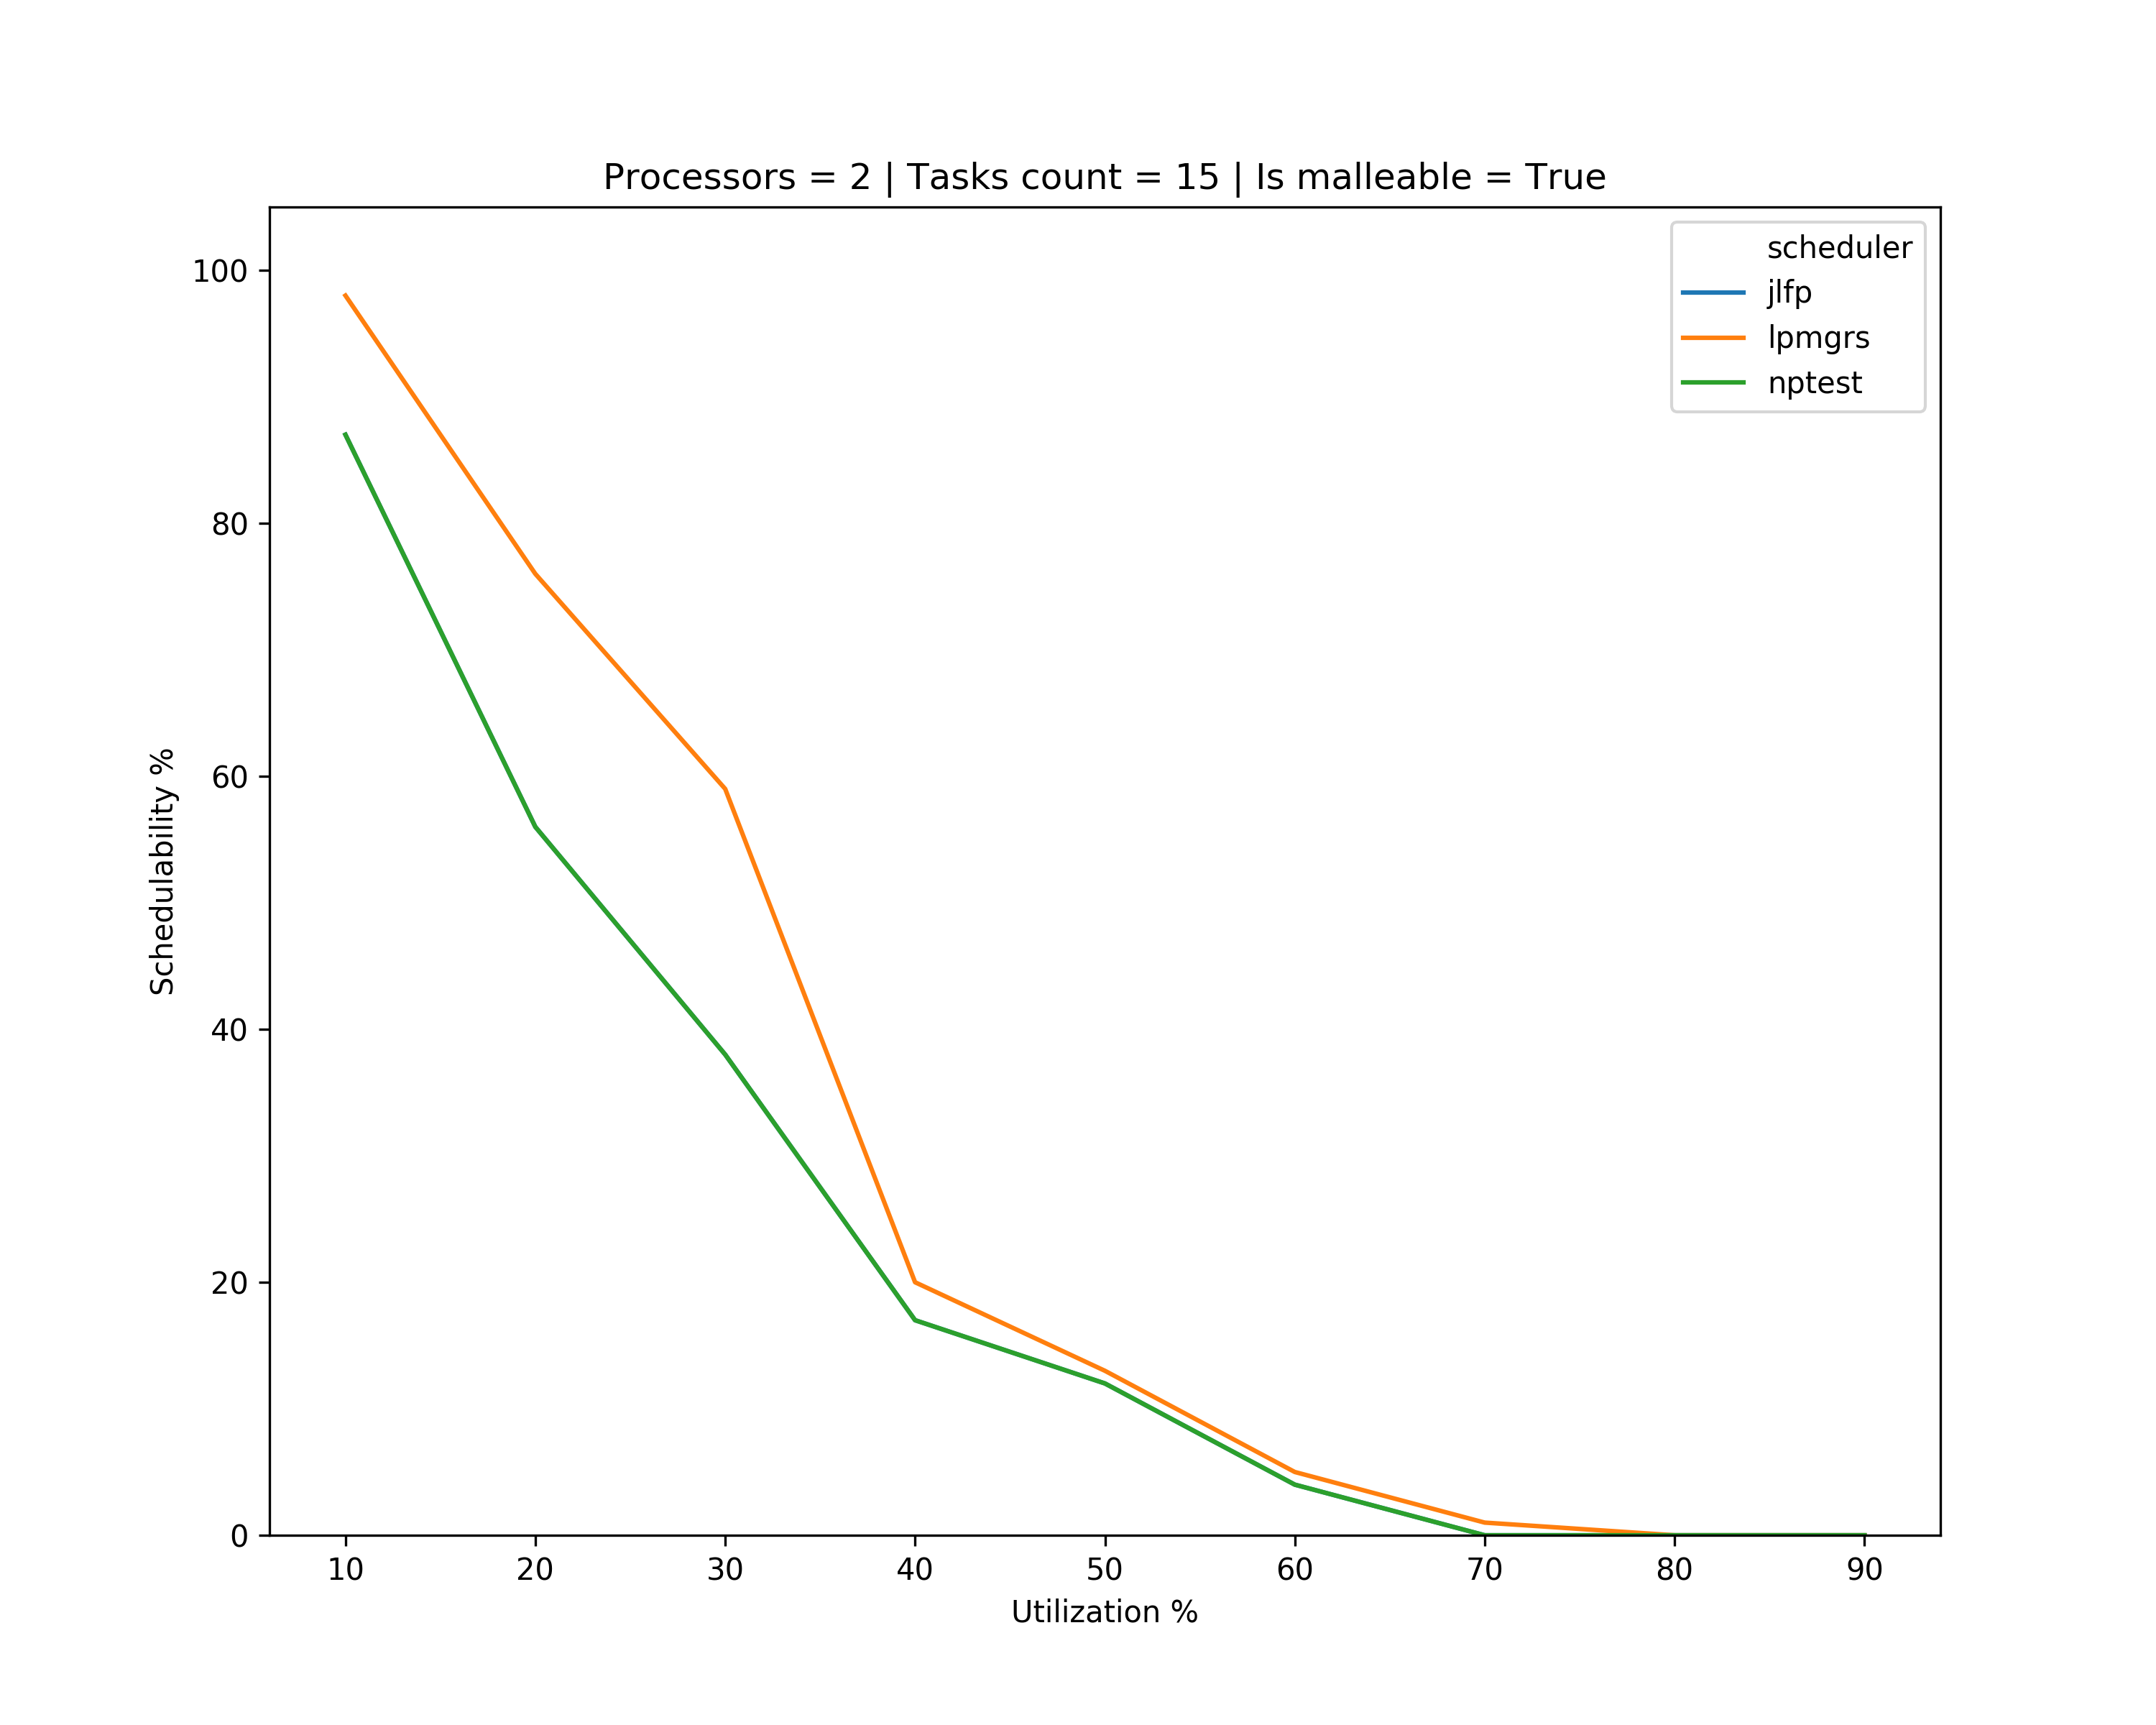 Processors = 2 | Tasks count = 15 | Is malleable = True
scheduler
jlfp
lpmgrs
nptest
Schedulability %
100
80
60
40
20
0
10 20 30 40 50 60 70 80 90
Utilization %